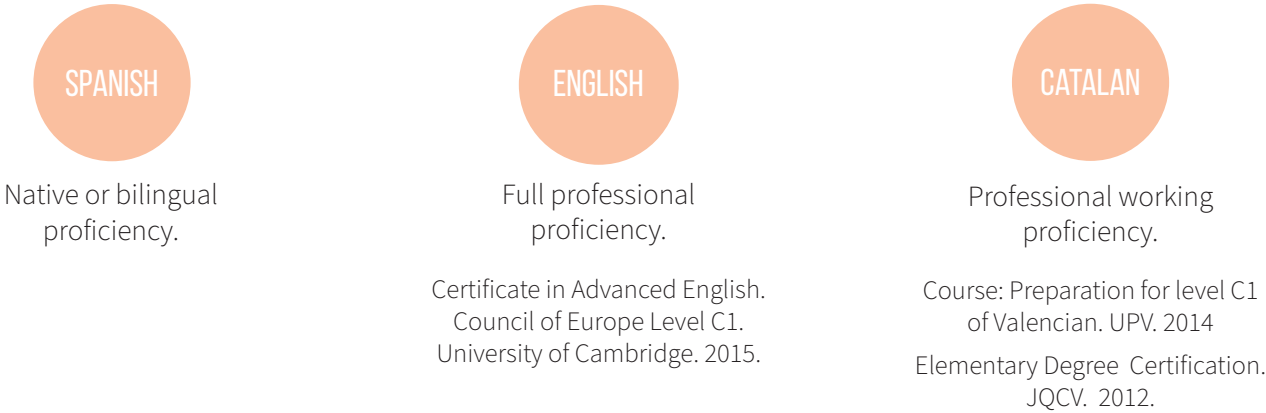 SPANISH
Native or bilingual
proficiency.
ENGLISH
Full professional
proficiency.
Certificate in Advanced English.
Council of Europe Level C1.
University of Cambridge. 2015.
CATALAN
Professional working
proficiency.
Course: Preparation for level C1
of Valencian. UPV. 2014
Elementary Degree Certification.
JQCV. 2012.